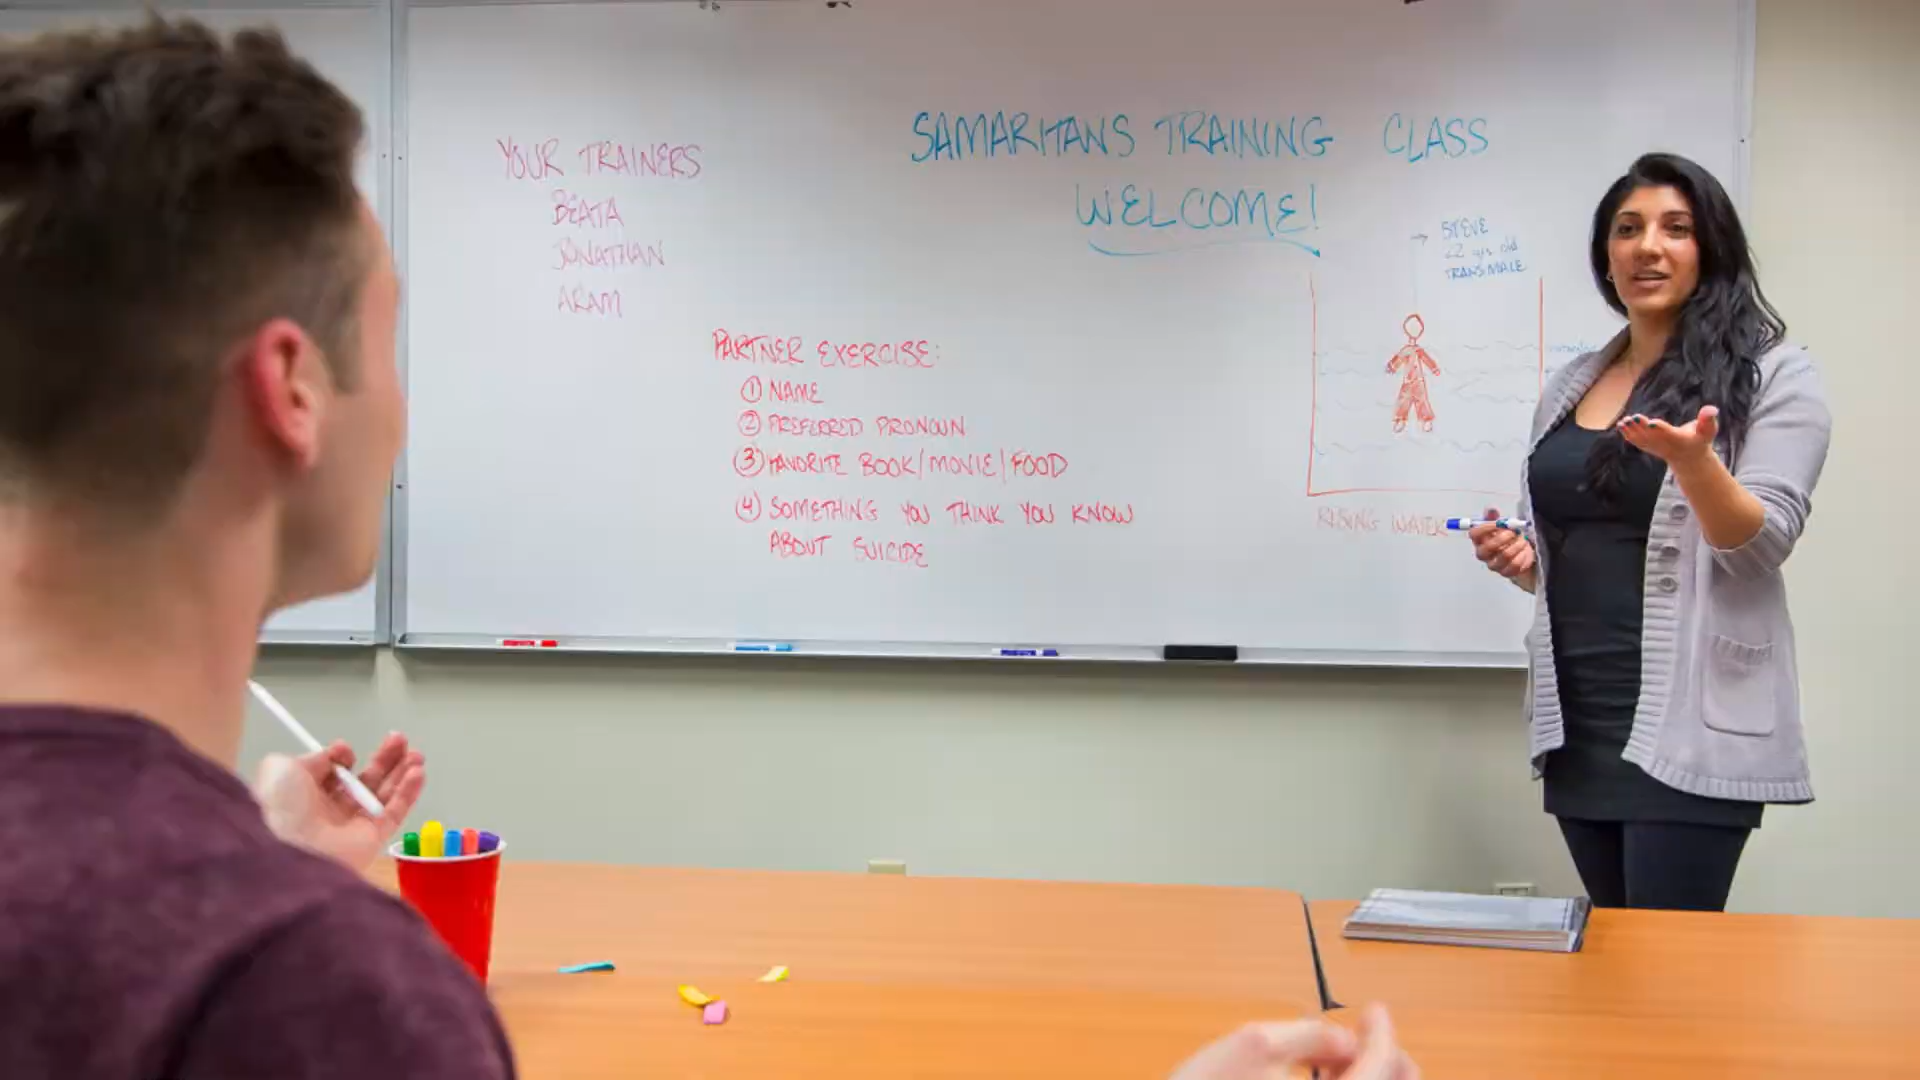 SAMARITANS TRAINING CLASS
WELCOME!
YOUR TRAINERS
BEATA
JONATHAN
ARAM
PARTNER EXERCISE:
① NAME
② PREFERRED PRONOUN
③ FAVORITE BOOK/MOVIE/FOOD
④ SOMETHING YOU THINK YOU KNOW
ABOUT SUICIDE
→ STEVE
22 yrs old
TRANS MALE
RISING WATER